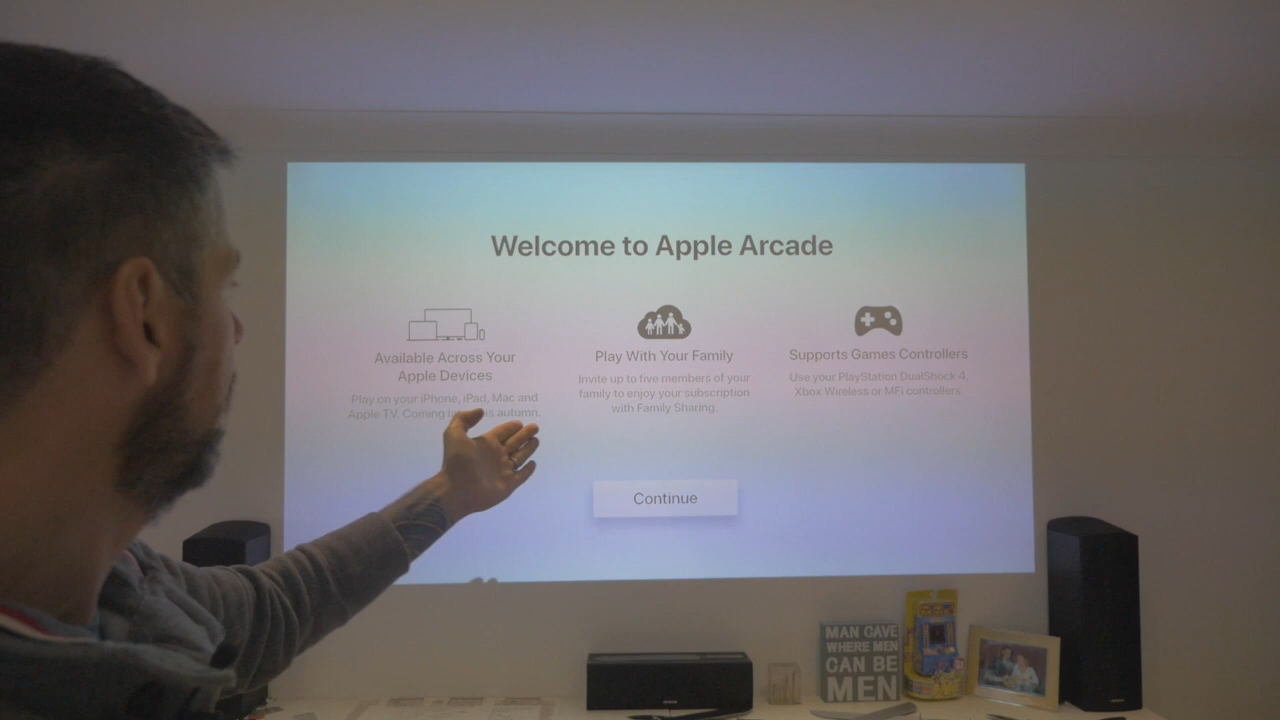 Welcome to Apple Arcade
Available Across Your
Apple Devices
Play on your iPhone, iPad, Mac and
Apple TV. Coming autumn.
Play With Your Family
Invite up to five members of your
family to enjoy your subscription
with Family Sharing.
Supports Games Controllers
Use your PlayStation DualShock 4,
Xbox Wireless or MFi controllers.
Continue
MAN CAVE
WHERE MEN
CAN BE
MEN